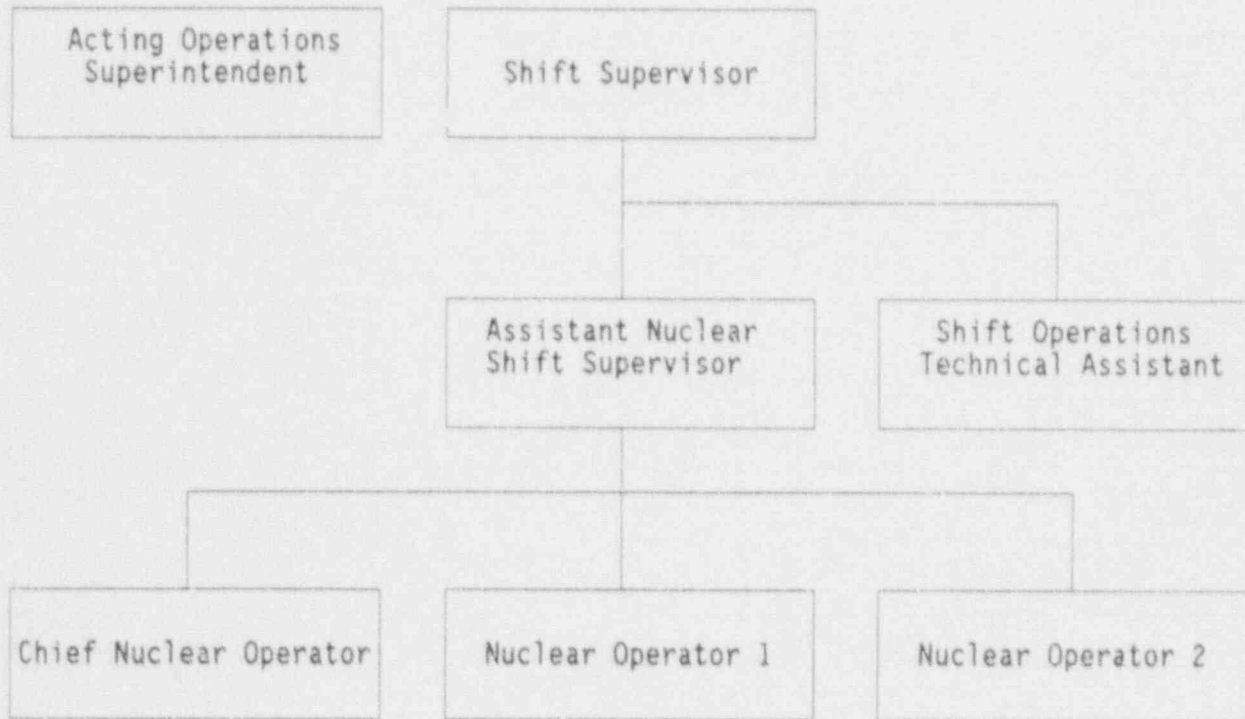 Acting Operations
Superintendent
Shift Supervisor
Assistant Nuclear
Shift Supervisor
Shift Operations
Technical Assistant
Chief Nuclear Operator
Nuclear Operator 1
Nuclear Operator 2